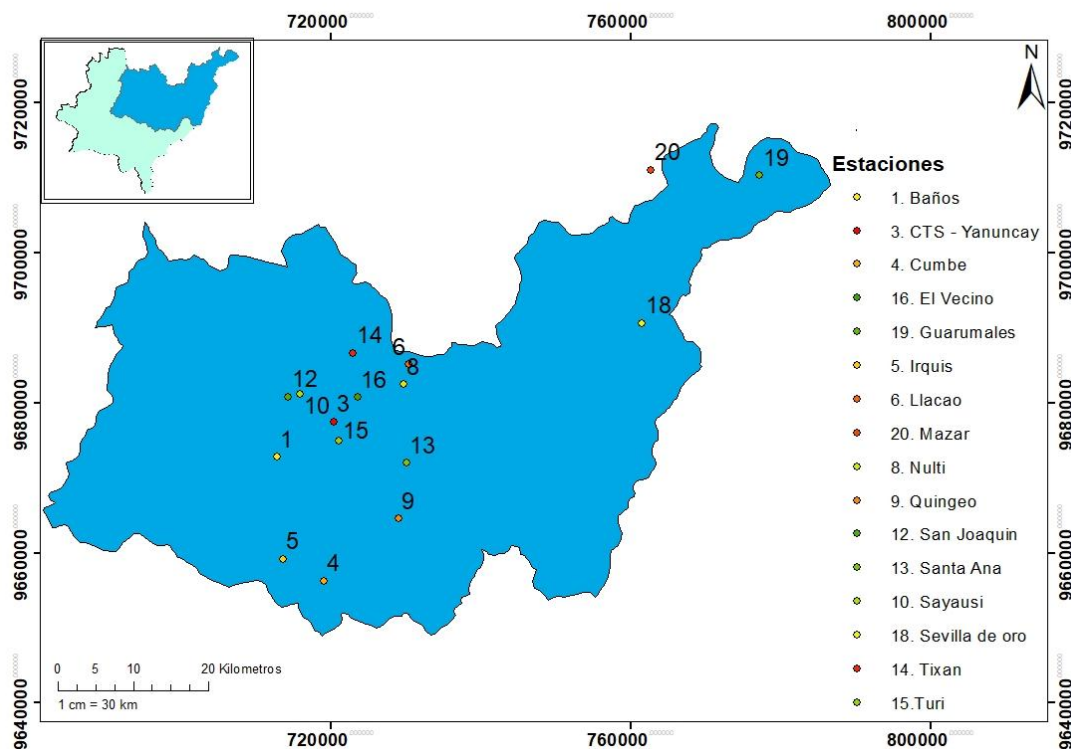 720000
760000
800000
N
9720000
9720000
9700000
9700000
9680000
9680000
9660000
9660000
9640000
9640000
20
19
18
14
6
8
12
10
16
3
15
1
13
9
5
4
Estaciones
1. Baños
3. CTS - Yanuncay
4. Cumbe
16. El Vecino
19. Guarumales
5. Irquis
6. Llacao
20. Mazar
8. Nulti
9. Quingeo
12. San Joaquin
13. Santa Ana
10. Sayausi
18. Sevilla de oro
14. Tixan
15.Turi
0 5 10 20 Kilometros
1 cm = 30 km
720000
760000
800000